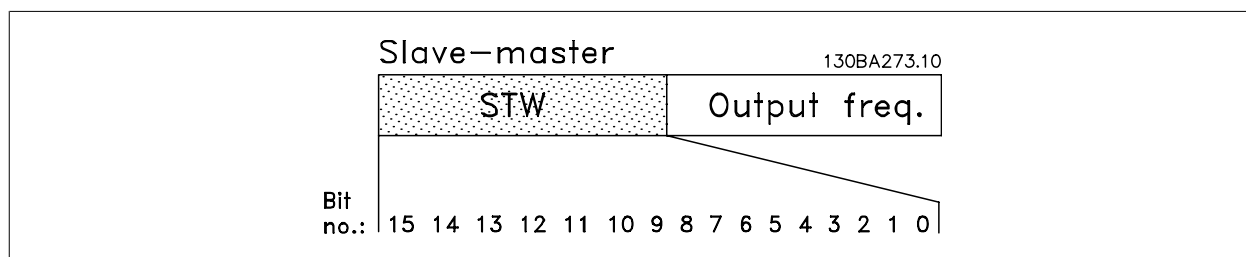 Slave-master
130BA273.10
STW
Output freq.
Bit
no.: 15 14 13 12 11 10 9 8 7 6 5 4 3 2 1 0